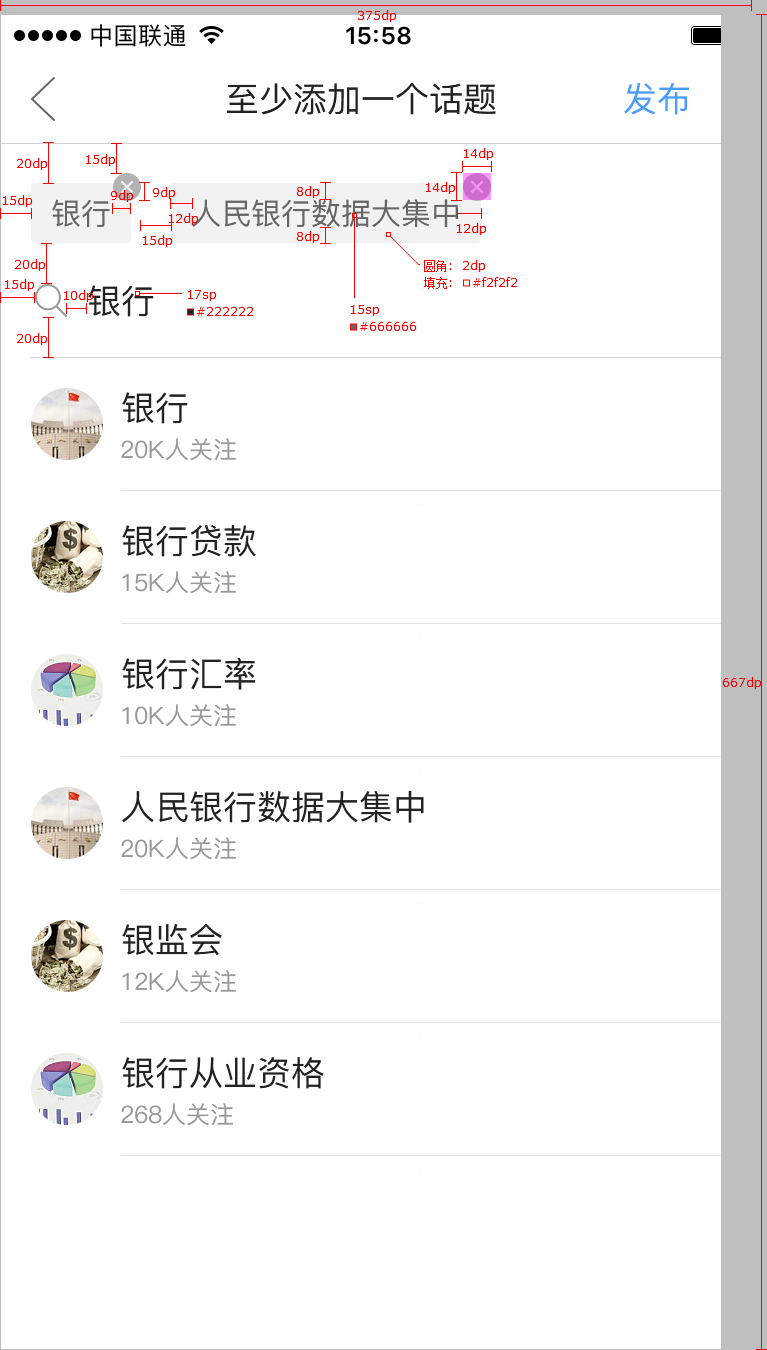 375dp
中国联通 15:58
至少添加一个话题 发布
20dp 15dp 14dp
15dp 9dp 9dp 8dp 14dp
银行 人民银行数据大集中
12dp 15dp 8dp 12dp
20dp 圆角: 2dp
填充: #f2f2f2
15dp 10dp 银行 17sp
#222222
15sp
#666666
20dp
银行
20K人关注
银行贷款
15K人关注
银行汇率
10K人关注
667dp
人民银行数据大集中
20K人关注
银监会
12K人关注
银行从业资格
268人关注